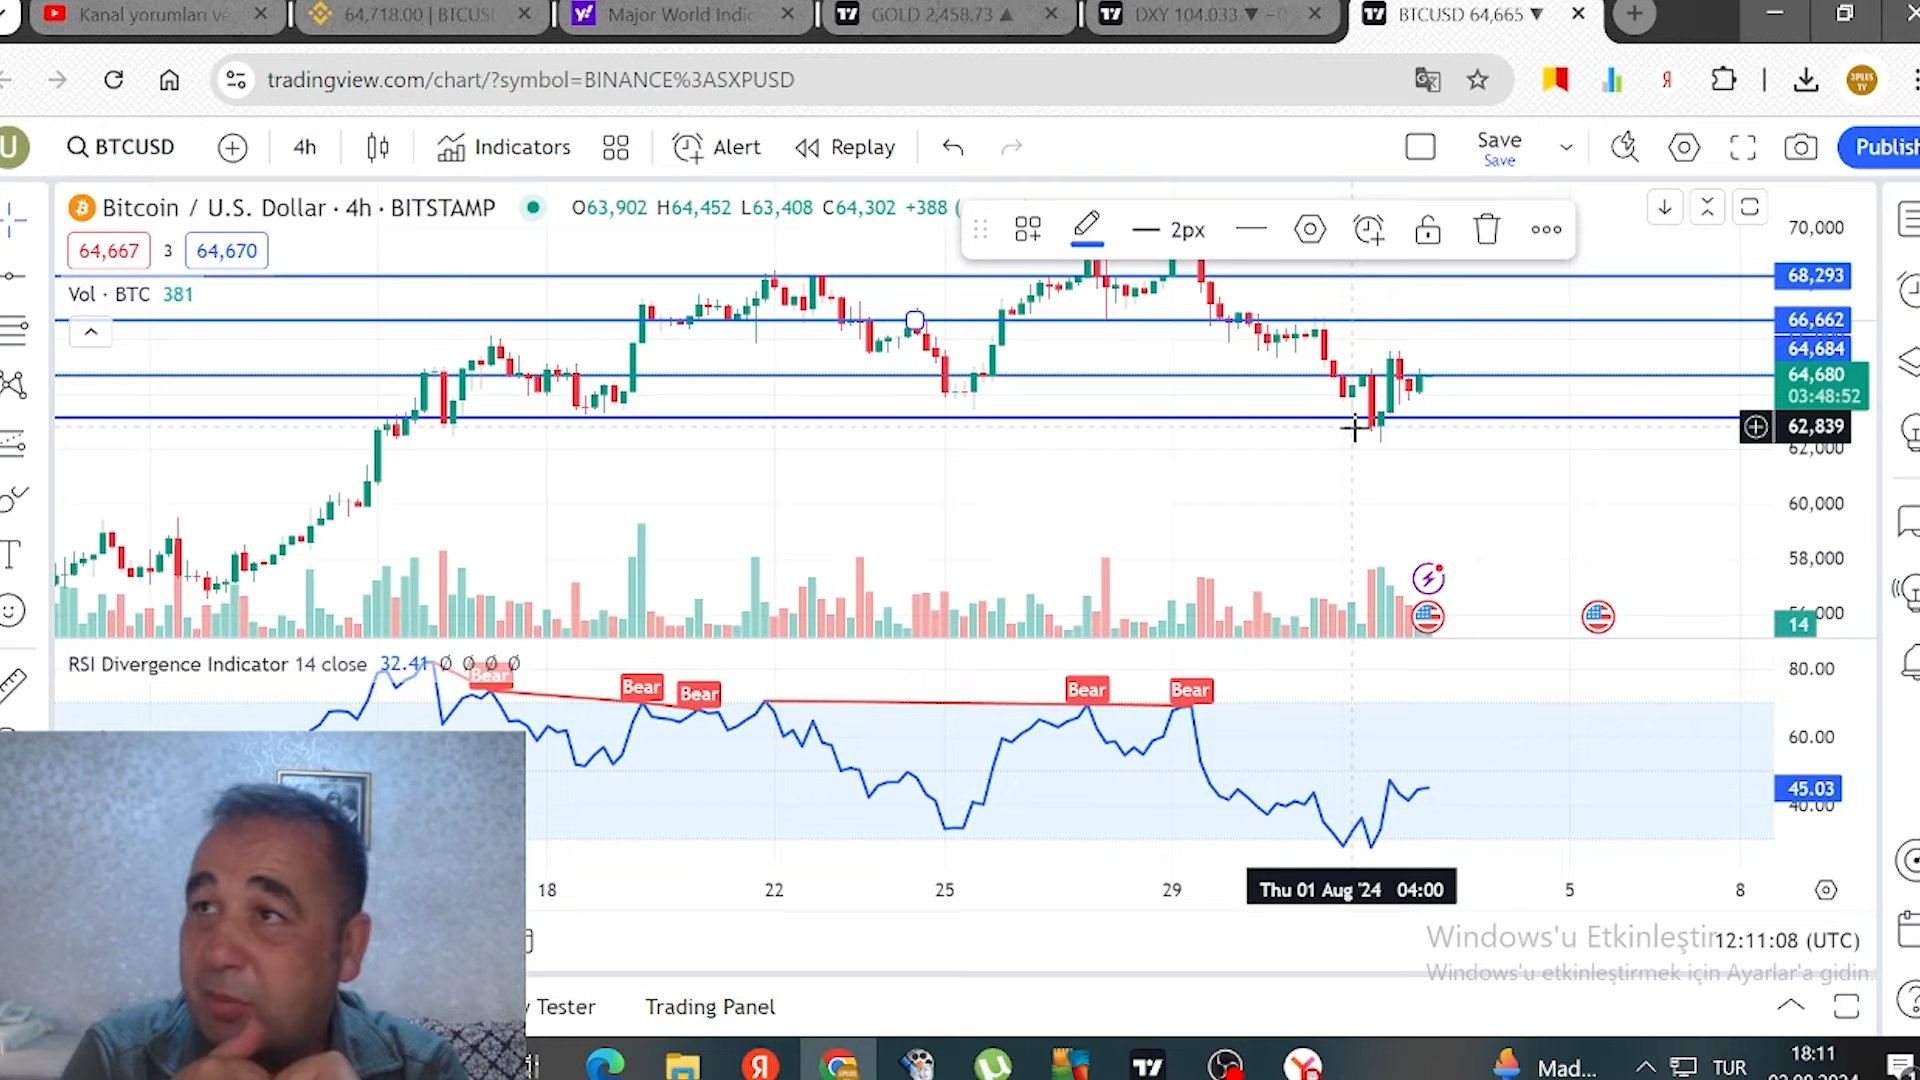 Kanal yorumları ve
64,718.00 | BTCUS
Major World Indic
GOLD 2,458.73 ▲
DXY 104.033 ▼ –
BTCUSD 64,665 ▼
tradingview.com/chart/?symbol=BINANCE%3ASXPUSD
U
BTCUSD
4h
Indicators
Alert
Replay
Save
Save
Publish
Bitcoin / U.S. Dollar · 4h · BITSTAMP
O63,902 H64,452 L63,408 C64,302 +388 (
2px
64,667
3
64,670
Vol · BTC 381
70,000
68,293
66,662
64,684
64,680
03:48:52
62,839
62,000
60,000
58,000
14
RSI Divergence Indicator 14 close 32.41 Ø Ø Ø Ø
Bear
Bear
Bear
Bear
Bear
80.00
60.00
45.03
40.00
18
22
25
29
Thu 01 Aug '24 04:00
5
8
Windows'u Etkinleştir
12:11:08 (UTC)
Windows'u etkinleştirmek için Ayarlar'a gidin.
Tester
Trading Panel
Mad...
TUR
18:11